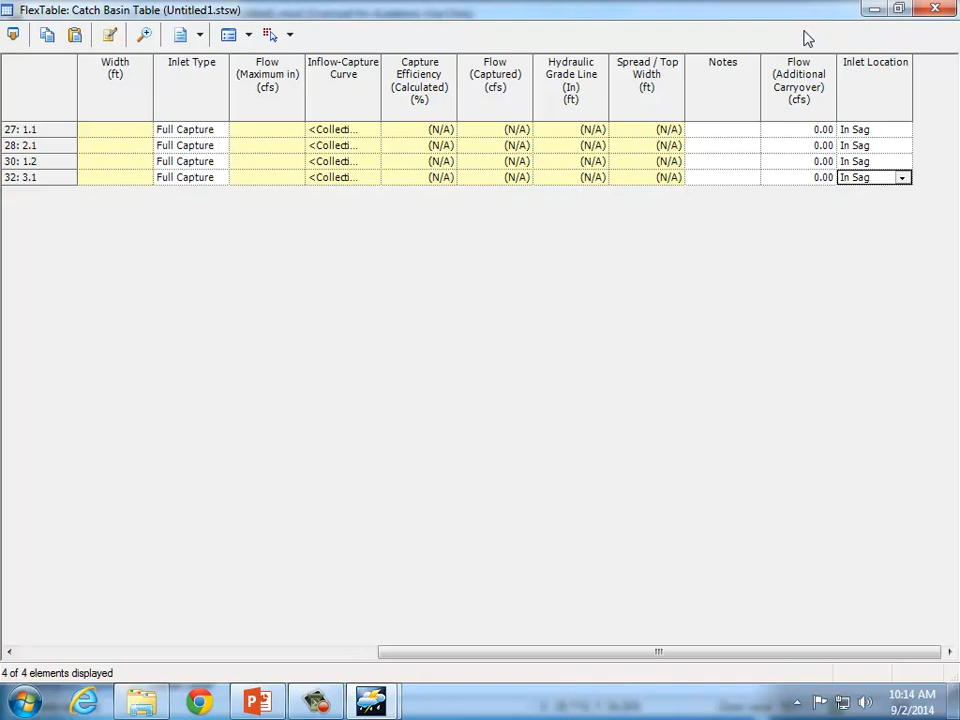 FlexTable: Catch Basin Table (Untitled1.stsw)
Width (ft)
Inlet Type
Flow (Maximum in) (cfs)
Inflow-Capture Curve
Capture Efficiency (Calculated) (%)
Flow (Captured) (cfs)
Hydraulic Grade Line (In) (ft)
Spread / Top Width (ft)
Notes
Flow (Additional Carryover) (cfs)
Inlet Location
27: 1.1 Full Capture <Collecti... (N/A) (N/A) (N/A) (N/A) 0.00 In Sag
28: 2.1 Full Capture <Collecti... (N/A) (N/A) (N/A) (N/A) 0.00 In Sag
30: 1.2 Full Capture <Collecti... (N/A) (N/A) (N/A) (N/A) 0.00 In Sag
32: 3.1 Full Capture <Collecti... (N/A) (N/A) (N/A) (N/A) 0.00 In Sag
4 of 4 elements displayed
10:14 AM
9/2/2014